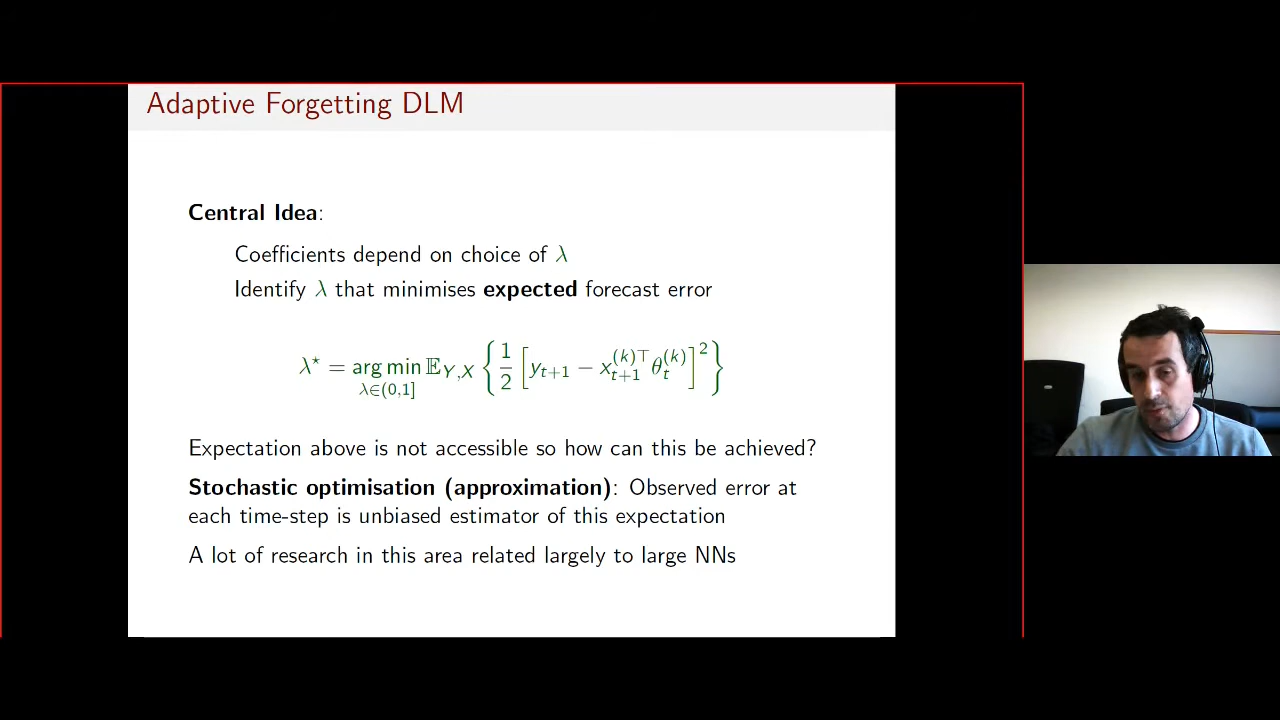 Adaptive Forgetting DLM
Central Idea:
Coefficients depend on choice of λ
Identify λ that minimises expected forecast error
λ⋆ = arg min_{λ∈(0,1]} 𝔼_{Y,X} { 1/2 [ y_{t+1} − x_{t+1}^{(k)⊤} θ_t^{(k)} ]^2 }
Expectation above is not accessible so how can this be achieved?
Stochastic optimisation (approximation): Observed error at
each time-step is unbiased estimator of this expectation
A lot of research in this area related largely to large NNs